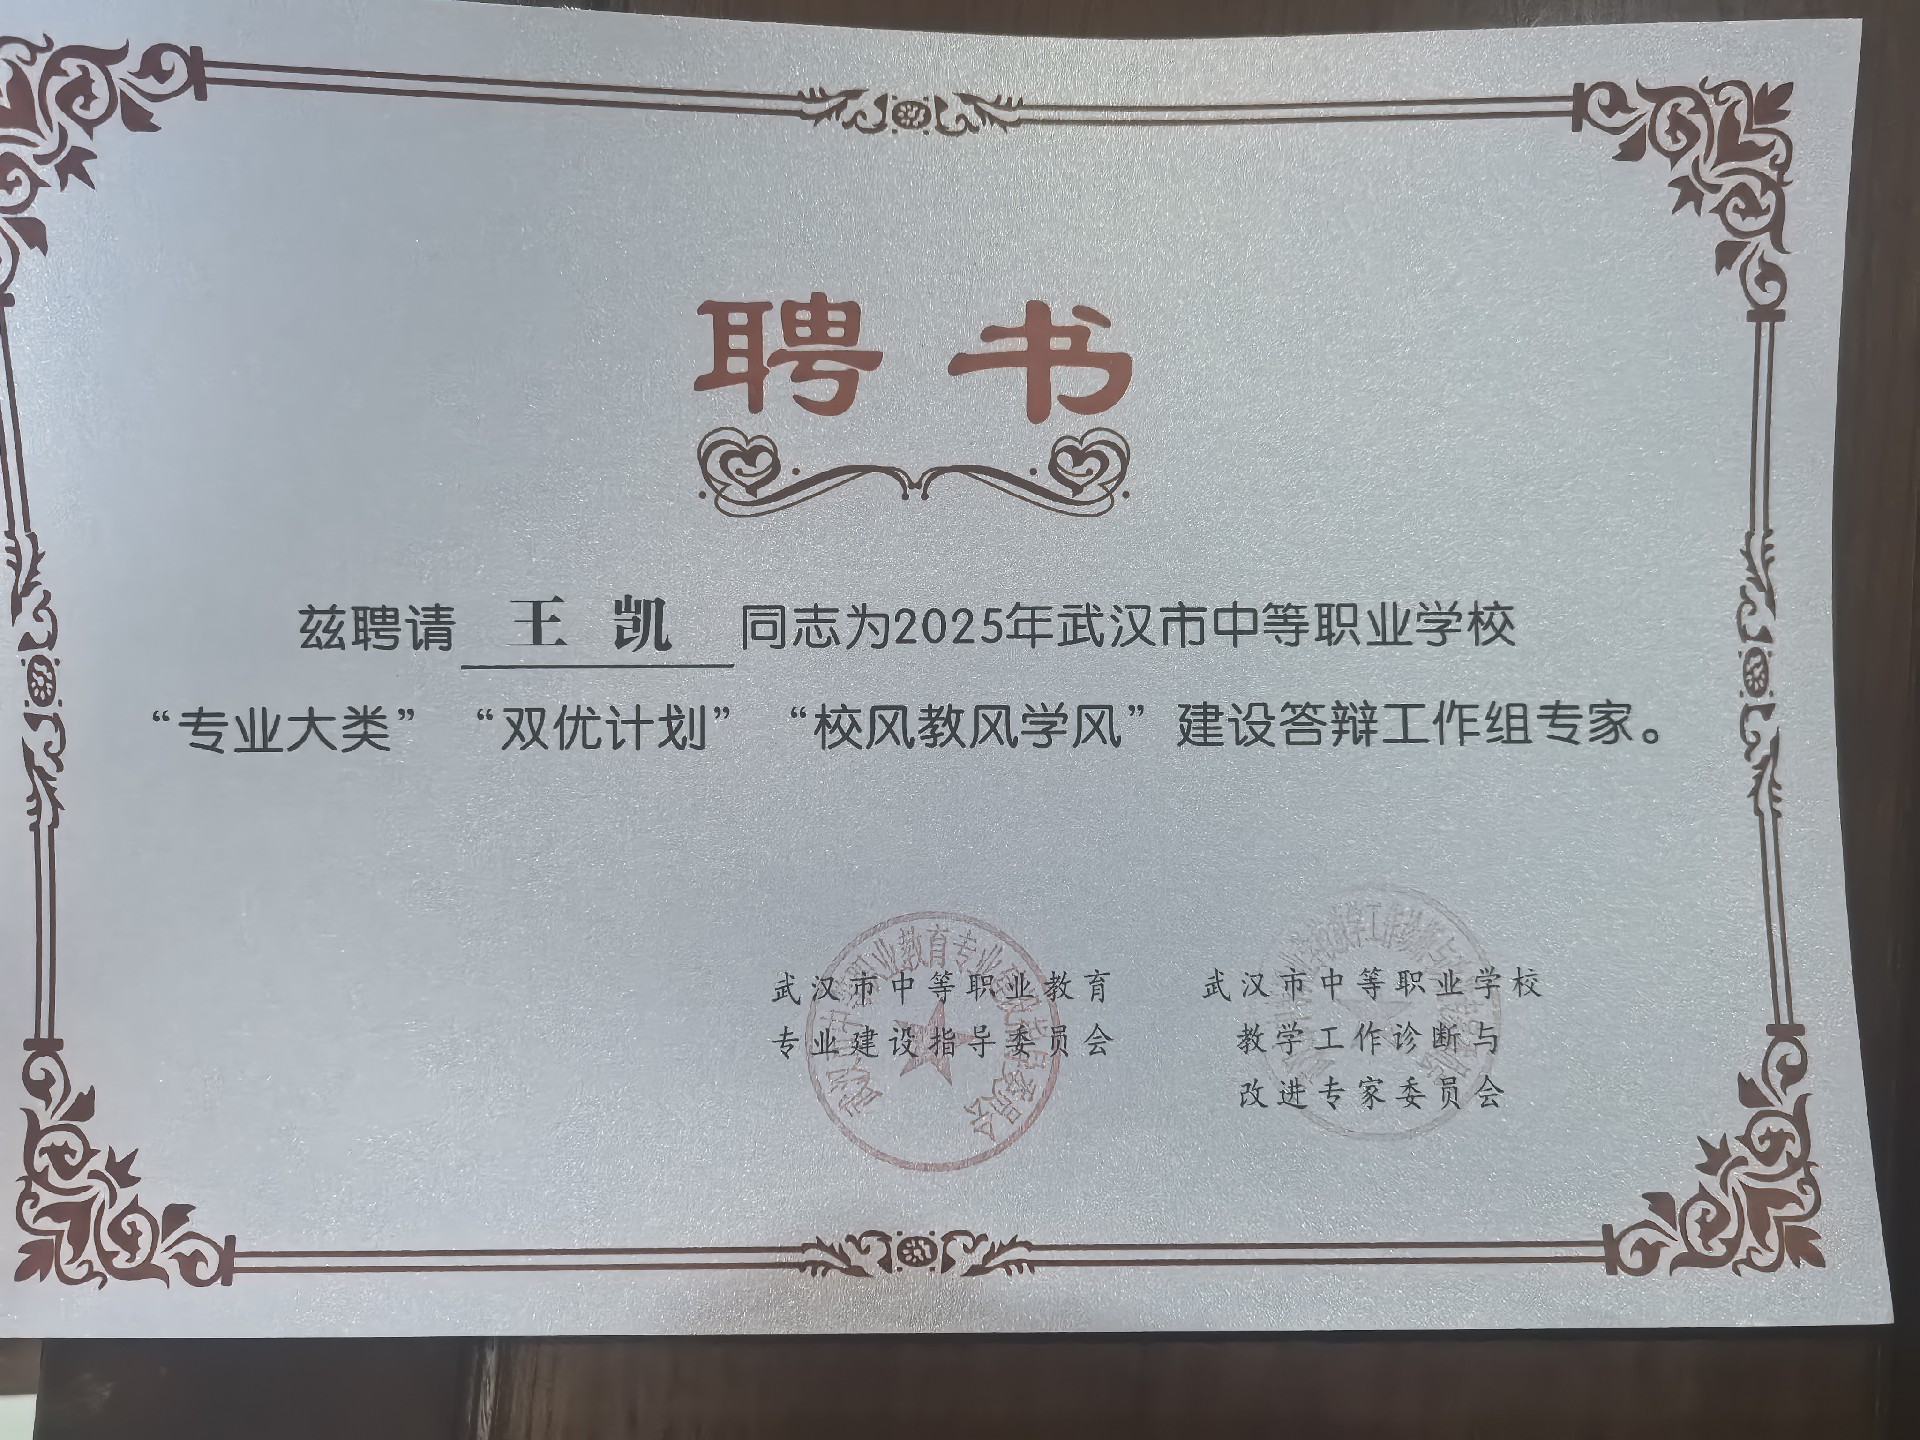 聘书
兹聘请 王 凯 同志为2025年武汉市中等职业学校
“专业大类” “双优计划” “校风教风学风”建设答辩工作组专家。
武汉市中等职业教育
专业建设指导委员会
武汉市中等职业学校
教学工作诊断与
改进专家委员会